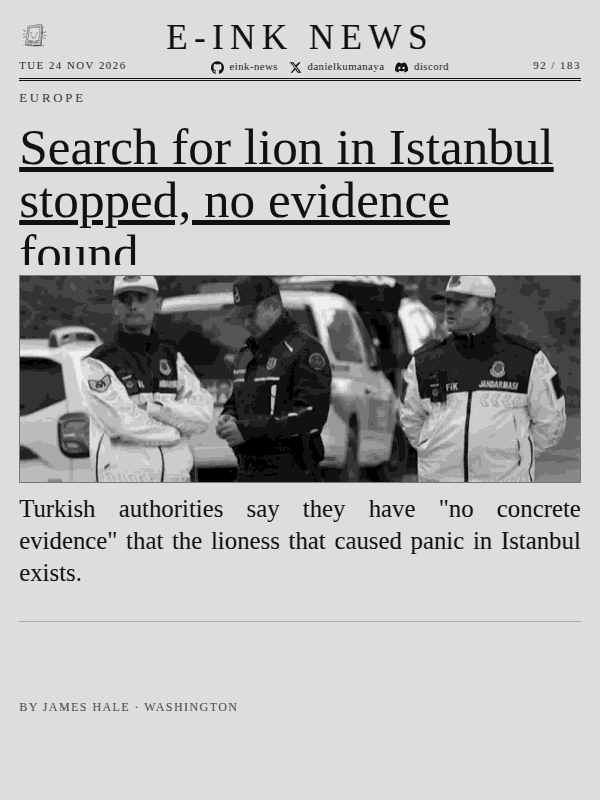 E-INK NEWS
TUE 24 NOV 2026
eink-news danielkumanaya discord
92 / 183
EUROPE
Search for lion in Istanbul
stopped, no evidence
found
FİK JANDARMASI
Turkish authorities say they have "no concrete
evidence" that the lioness that caused panic in Istanbul
exists.
BY JAMES HALE · WASHINGTON